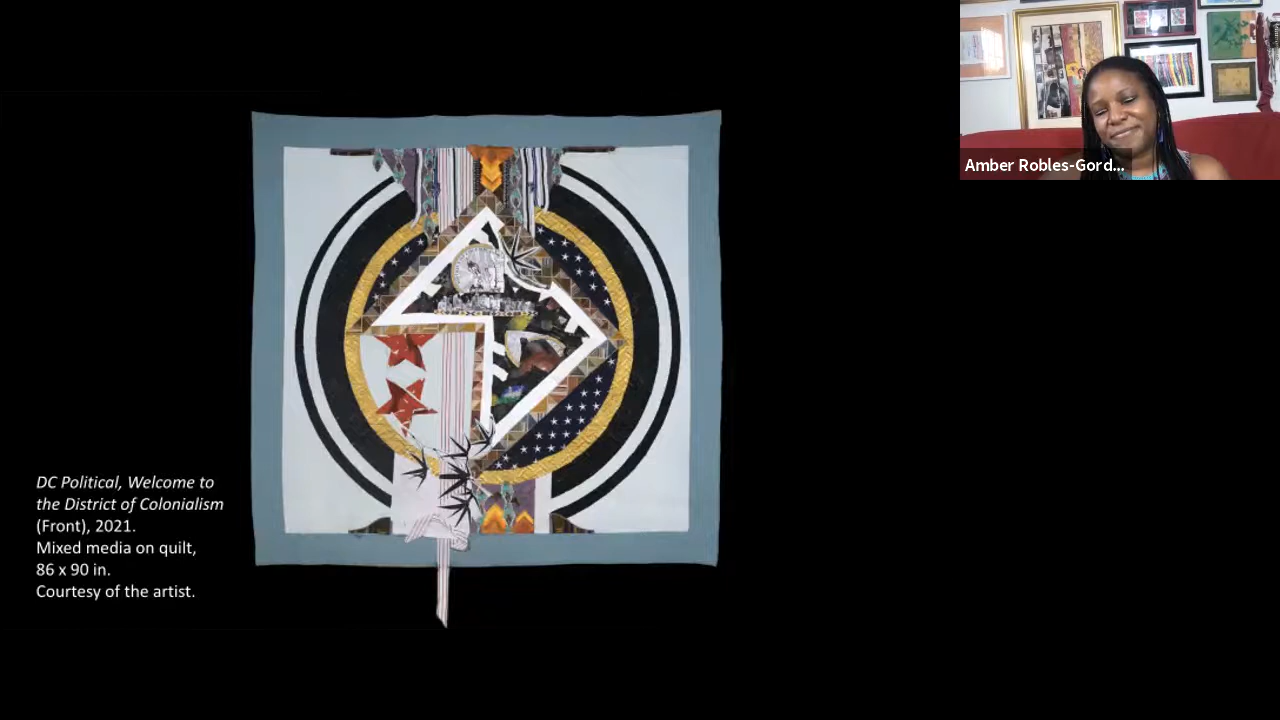 Amber Robles-Gord...
DC Political, Welcome to
the District of Colonialism
(Front), 2021.
Mixed media on quilt,
86 x 90 in.
Courtesy of the artist.